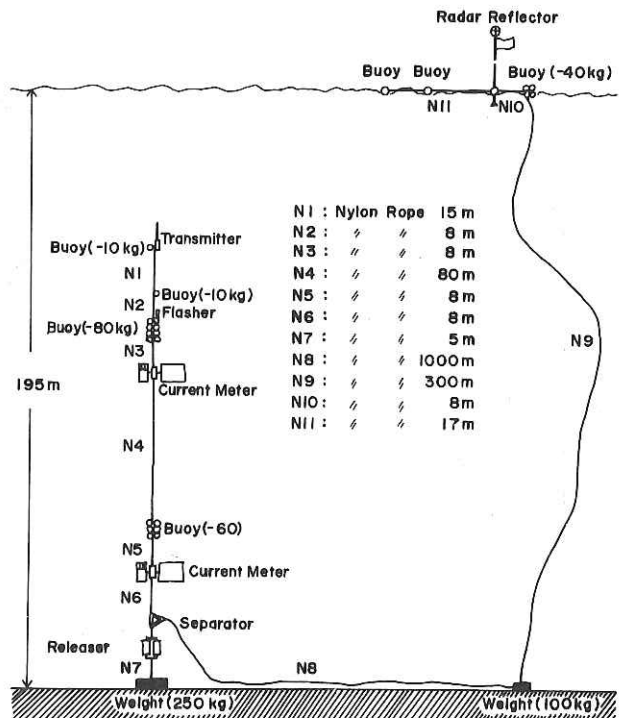 Radar Reflector
Buoy Buoy Buoy (-40kg)
N11 N10
N1 : Nylon Rope 15 m
N2 : 〃 〃 8 m
N3 : 〃 〃 8 m
N4 : 〃 〃 80 m
N5 : 〃 〃 8 m
N6 : 〃 〃 8 m
N7 : 〃 〃 5 m
N8 : 〃 〃 1000 m
N9 : 〃 〃 300 m
N10 : 〃 〃 8 m
N11 : 〃 〃 17 m
Transmitter
Buoy(-10kg)
N1
Buoy(-10kg)
N2
Flasher
Buoy(-80kg)
N3
N9
195 m
Current Meter
N4
Buoy(-60)
N5
Current Meter
N6
Separator
Releaser
N7
N8
Weight (250 kg)
Weight (100kg)